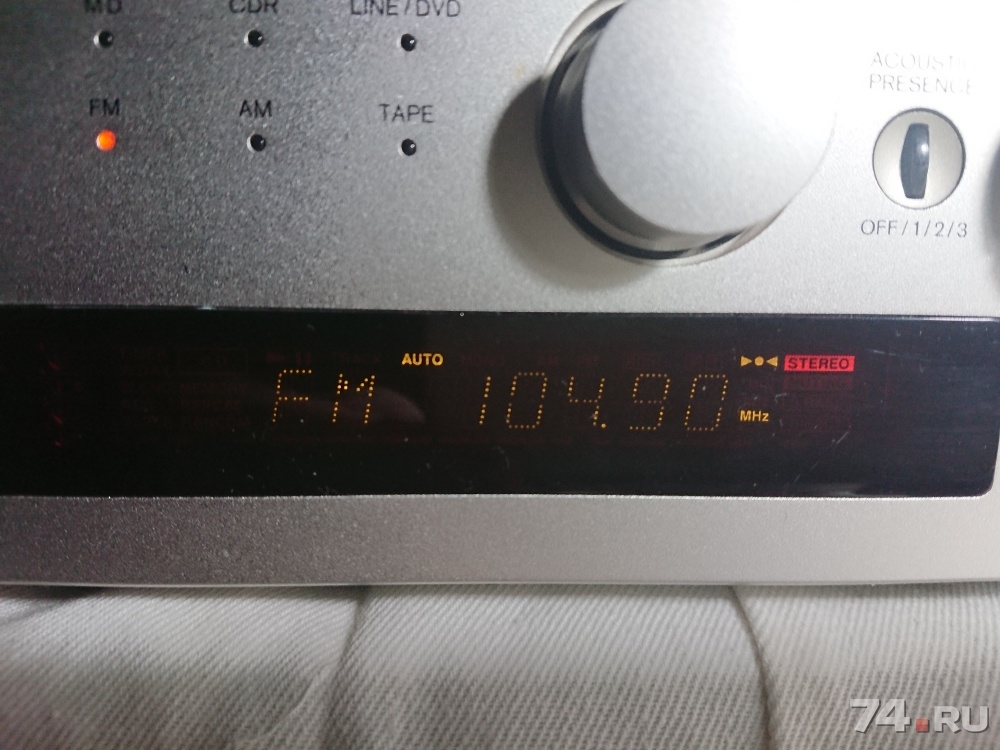 MD CDR LINE/DVD
FM AM TAPE
ACOUSTIC
PRESENCE
OFF/1/2/3
AUTO STEREO
FM 104.90 MHz
74.RU